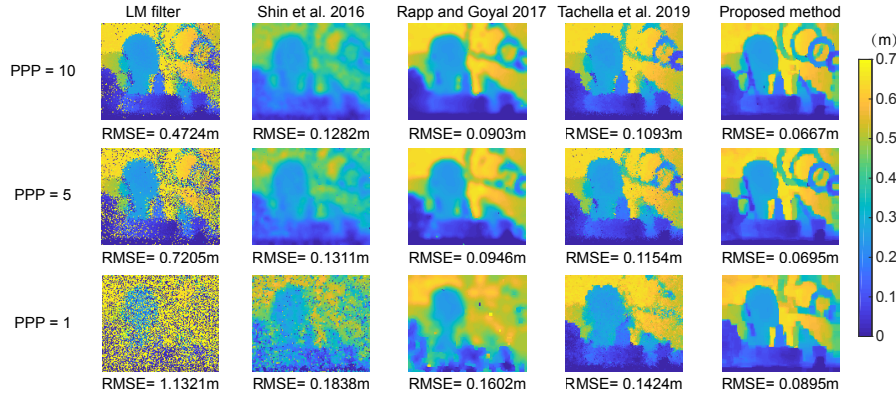 LM filter Shin et al. 2016 Rapp and Goyal 2017 Tachella et al. 2019 Proposed method
(m)
PPP = 10
RMSE= 0.4724m RMSE= 0.1282m RMSE= 0.0903m RMSE= 0.1093m RMSE= 0.0667m
PPP = 5
RMSE= 0.7205m RMSE= 0.1311m RMSE= 0.0946m RMSE= 0.1154m RMSE= 0.0695m
PPP = 1
RMSE= 1.1321m RMSE= 0.1838m RMSE= 0.1602m RMSE= 0.1424m RMSE= 0.0895m
0.7
0.6
0.5
0.4
0.3
0.2
0.1
0